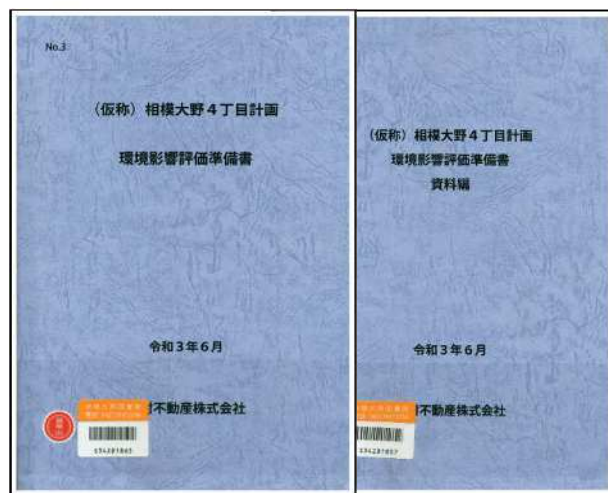 No.3
(仮称) 相模大野4丁目計画
環境影響評価準備書
令和3年6月
不動産株式会社
(仮称) 相模大野4丁目計画
環境影響評価準備書
資料編
令和3年6月
不動産株式会社